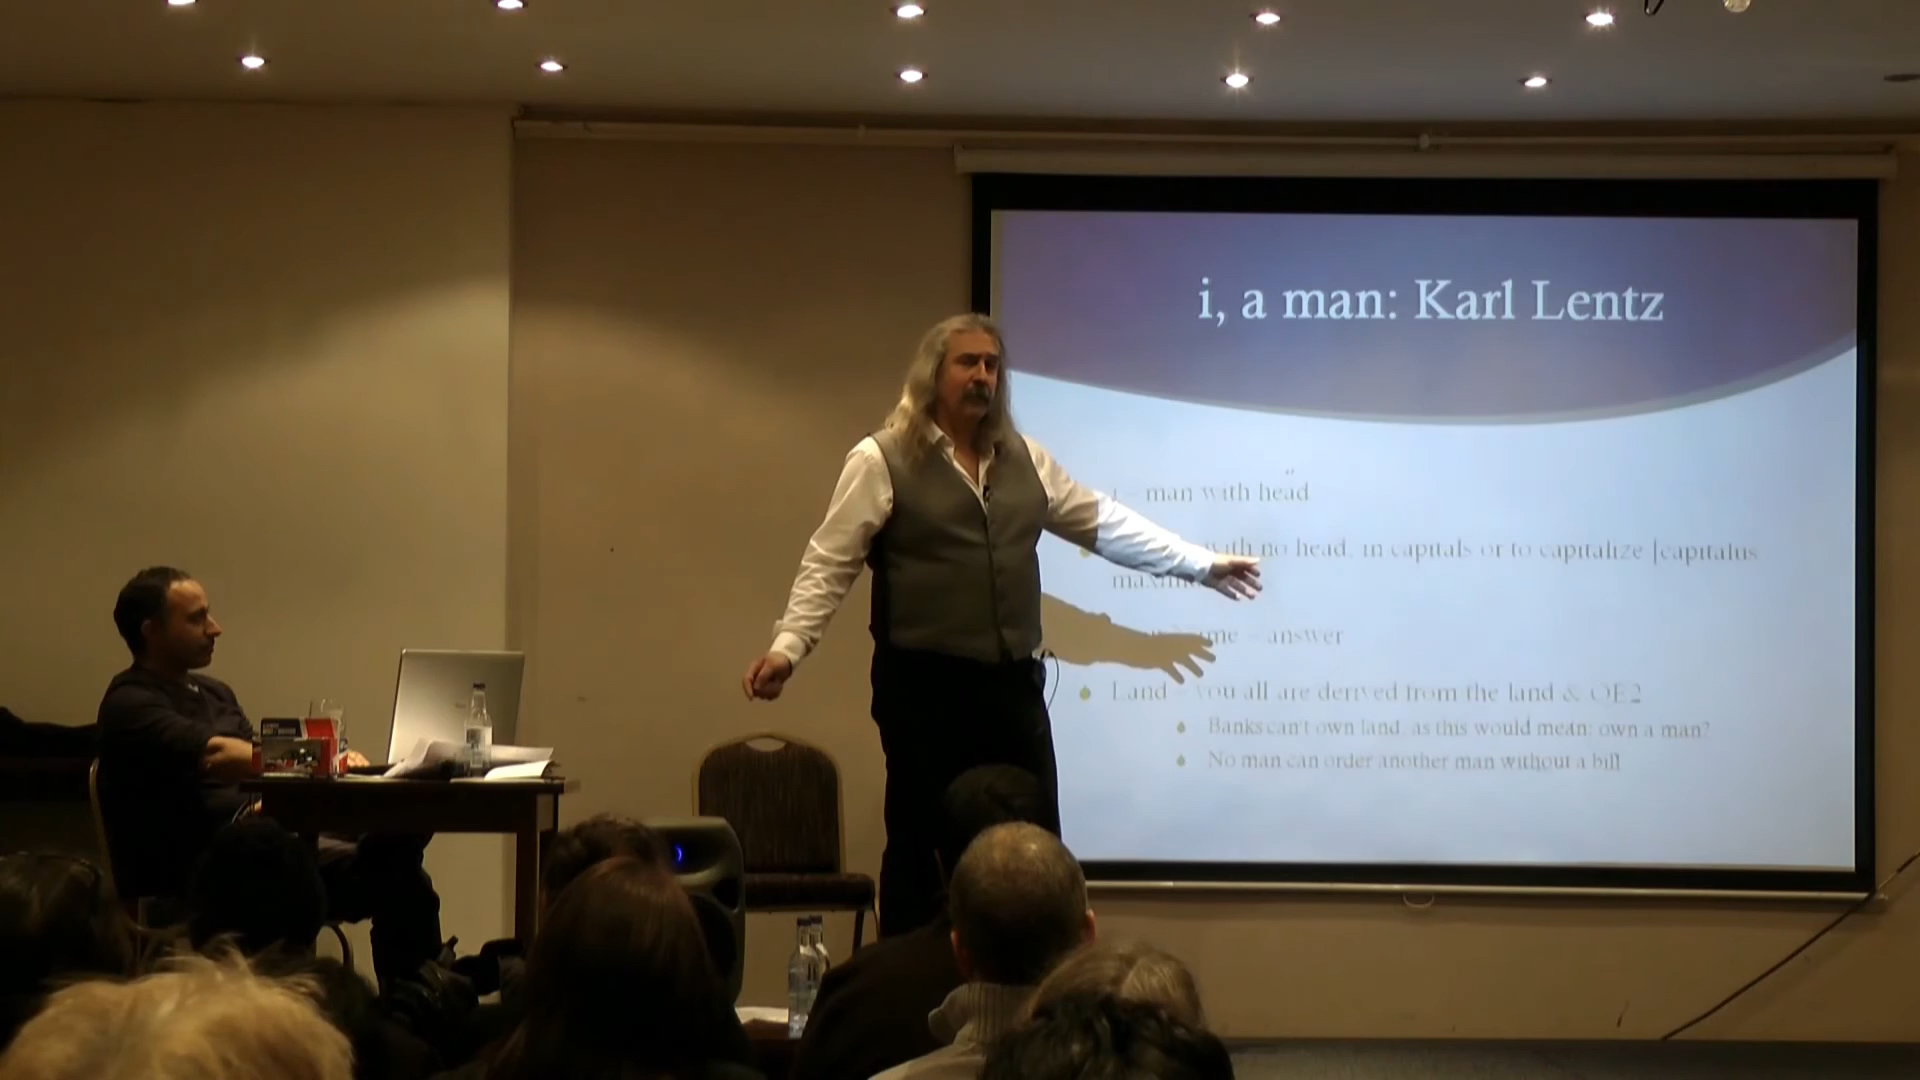 i, a man: Karl Lentz
– man with head
with no head, in capitals or to capitalize [capitalus
– answer
Land – you all are derived from the land & QE2
Banks can't own land, as this would mean: own a man?
No man can order another man without a bill